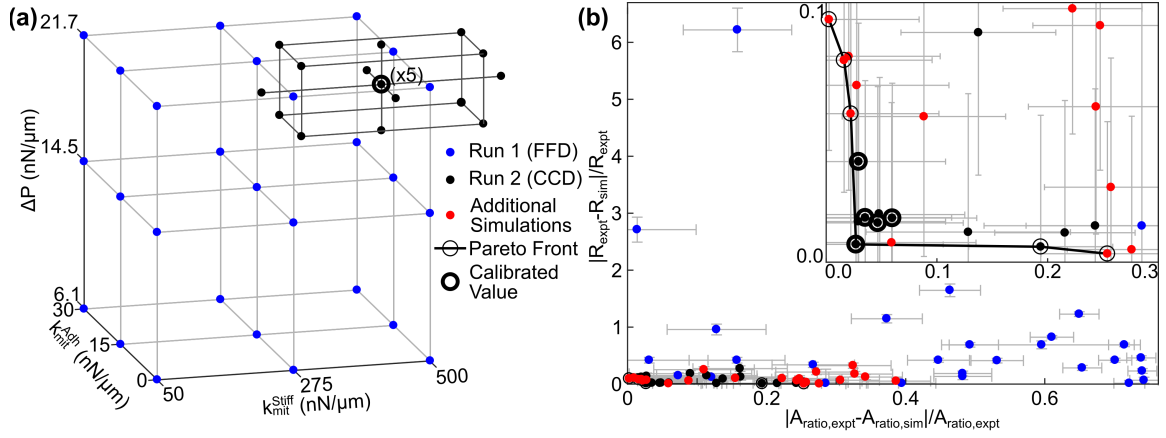 (a)
21.7
14.5
6.1
ΔP (nN/μm)
30
15
0
k_mit^Adh (nN/μm)
50
275
500
k_mit^Stiff (nN/μm)
(x5)
Run 1 (FFD)
Run 2 (CCD)
Additional
Simulations
Pareto Front
Calibrated
Value
(b)
|R_expt-R_sim|/R_expt
6
5
4
3
2
1
0
0
0.2
0.4
0.6
|A_ratio,expt-A_ratio,sim|/A_ratio,expt
0.1
0.0
0.0
0.1
0.2
0.3